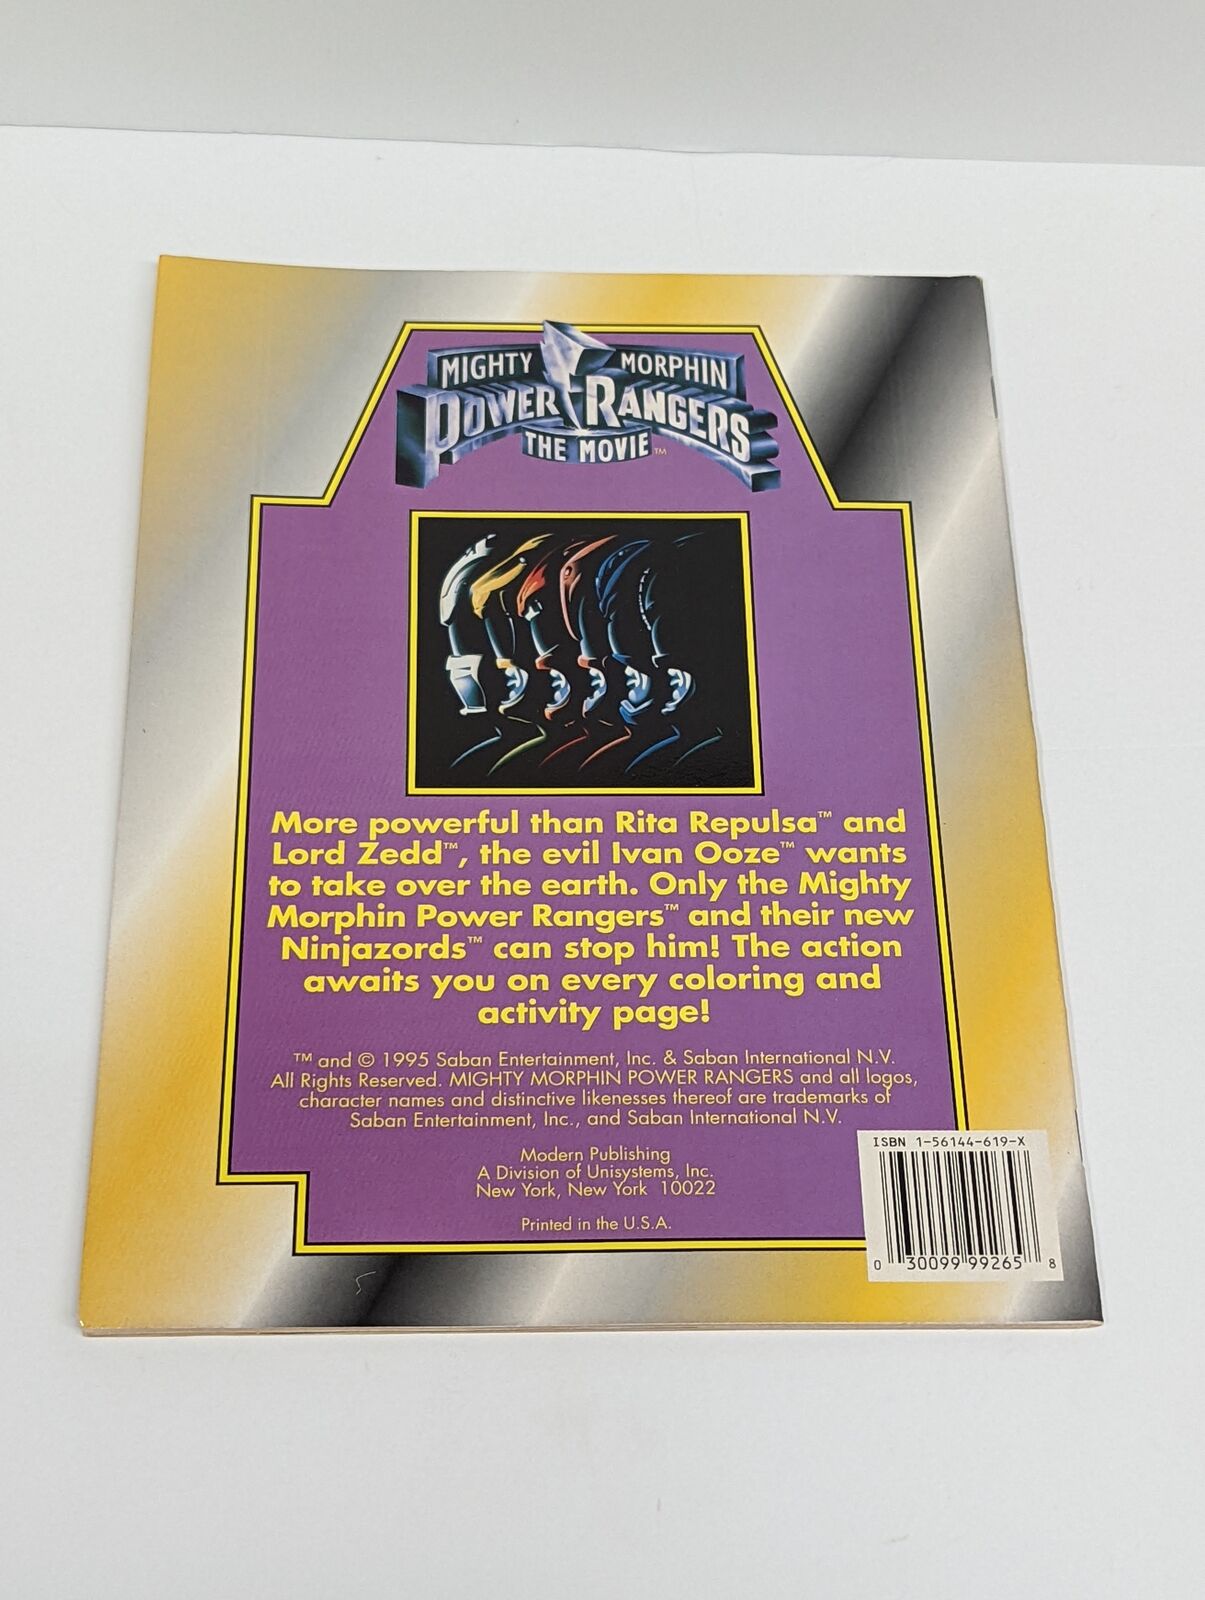 MIGHTY MORPHIN
POWER RANGERS
THE MOVIE™
More powerful than Rita Repulsa™ and
Lord Zedd™, the evil Ivan Ooze™ wants
to take over the earth. Only the Mighty
Morphin Power Rangers™ and their new
Ninjazords™ can stop him! The action
awaits you on every coloring and
activity page!
™ and © 1995 Saban Entertainment, Inc. & Saban International N.V.
All Rights Reserved. MIGHTY MORPHIN POWER RANGERS and all logos,
character names and distinctive likenesses thereof are trademarks of
Saban Entertainment, Inc., and Saban International N.V.
Modern Publishing
A Division of Unisystems, Inc.
New York, New York 10022
Printed in the U.S.A.
ISBN 1-56144-619-X
0 30099 99265 8